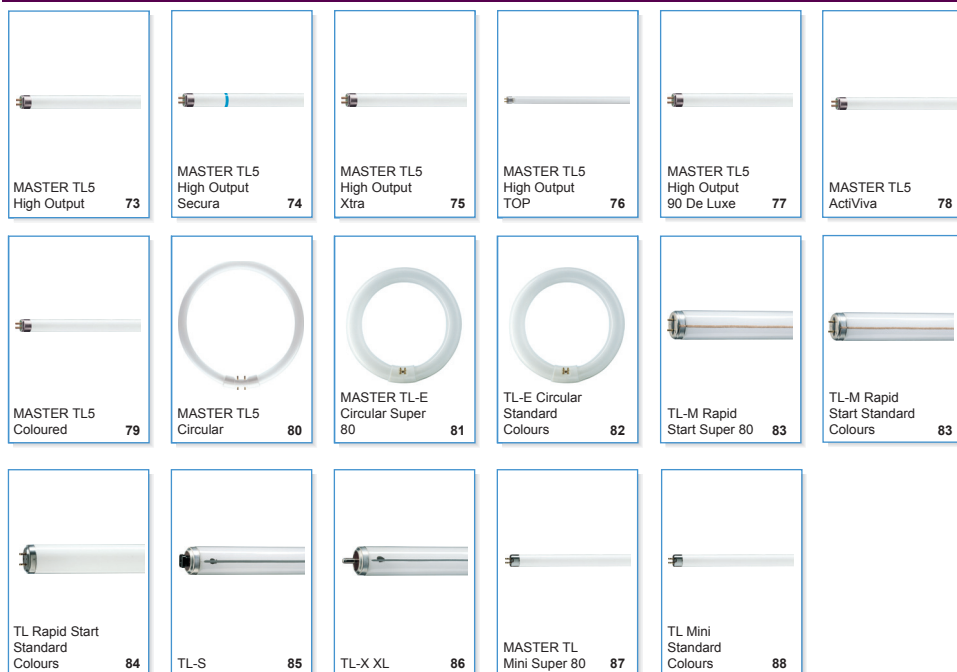 MASTER TL5
High Output 73
MASTER TL5
High Output
Secura 74
MASTER TL5
High Output
Xtra 75
MASTER TL5
High Output
TOP 76
MASTER TL5
High Output
90 De Luxe 77
MASTER TL5
ActiViva 78
MASTER TL5
Coloured 79
MASTER TL5
Circular 80
MASTER TL-E
Circular Super
80 81
TL-E Circular
Standard
Colours 82
TL-M Rapid
Start Super 80 83
TL-M Rapid
Start Standard
Colours 83
TL Rapid Start
Standard
Colours 84
TL-S 85
TL-X XL 86
MASTER TL
Mini Super 80 87
TL Mini
Standard
Colours 88